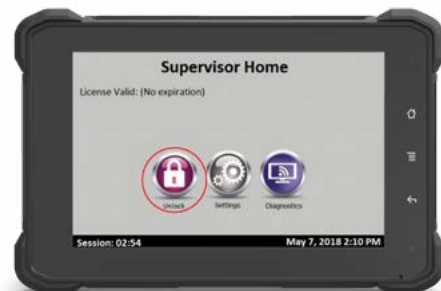 Supervisor Home
License Valid: (No expiration)
Unlock Settings Diagnostics
Session: 02:54 May 7, 2018 2:10 PM